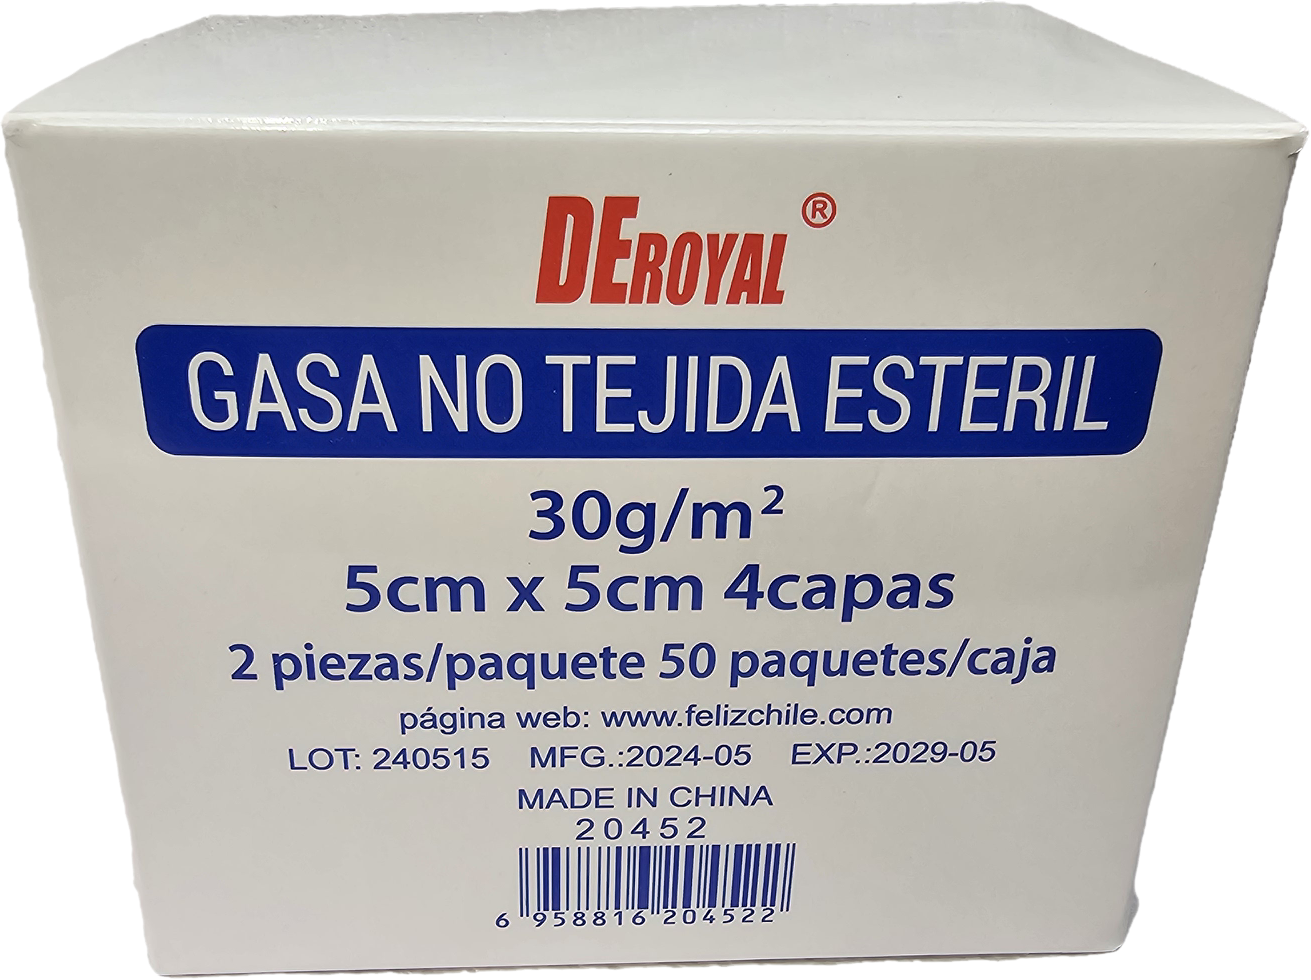 DEROYAL®
GASA NO TEJIDA ESTERIL
30g/m²
5cm x 5cm 4capas
2 piezas/paquete 50 paquetes/caja
página web: www.felizchile.com
LOT: 240515 MFG.:2024-05 EXP.:2029-05
MADE IN CHINA
20452
6 958816 204522